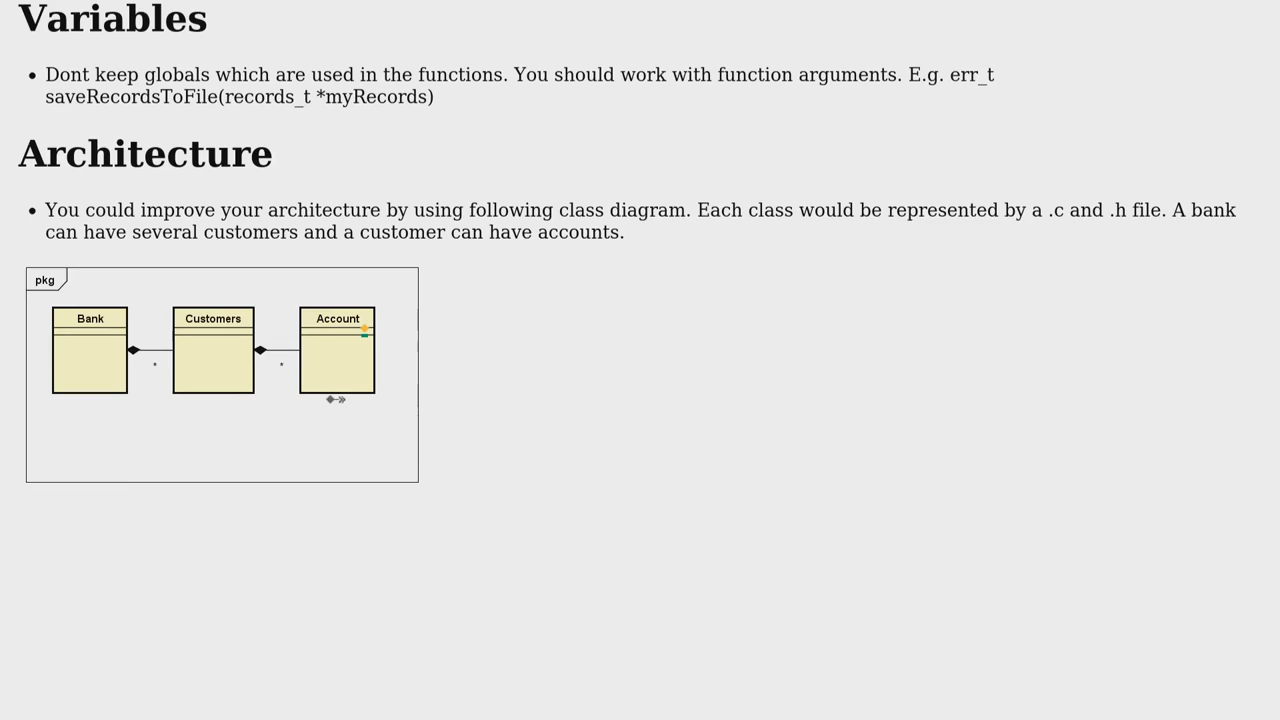 Variables
Dont keep globals which are used in the functions. You should work with function arguments. E.g. err_t
saveRecordsToFile(records_t *myRecords)
Architecture
You could improve your architecture by using following class diagram. Each class would be represented by a .c and .h file. A bank
can have several customers and a customer can have accounts.
pkg
Bank
Customers
Account
*
*